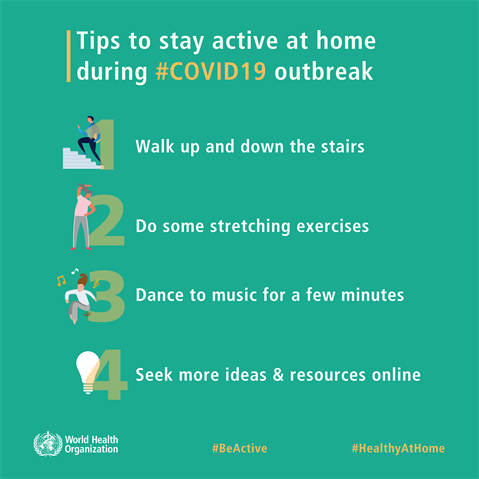 Tips to stay active at home
during #COVID19 outbreak
1
Walk up and down the stairs
2
Do some stretching exercises
3
Dance to music for a few minutes
4
Seek more ideas & resources online
World Health
Organization
#BeActive
#HealthyAtHome